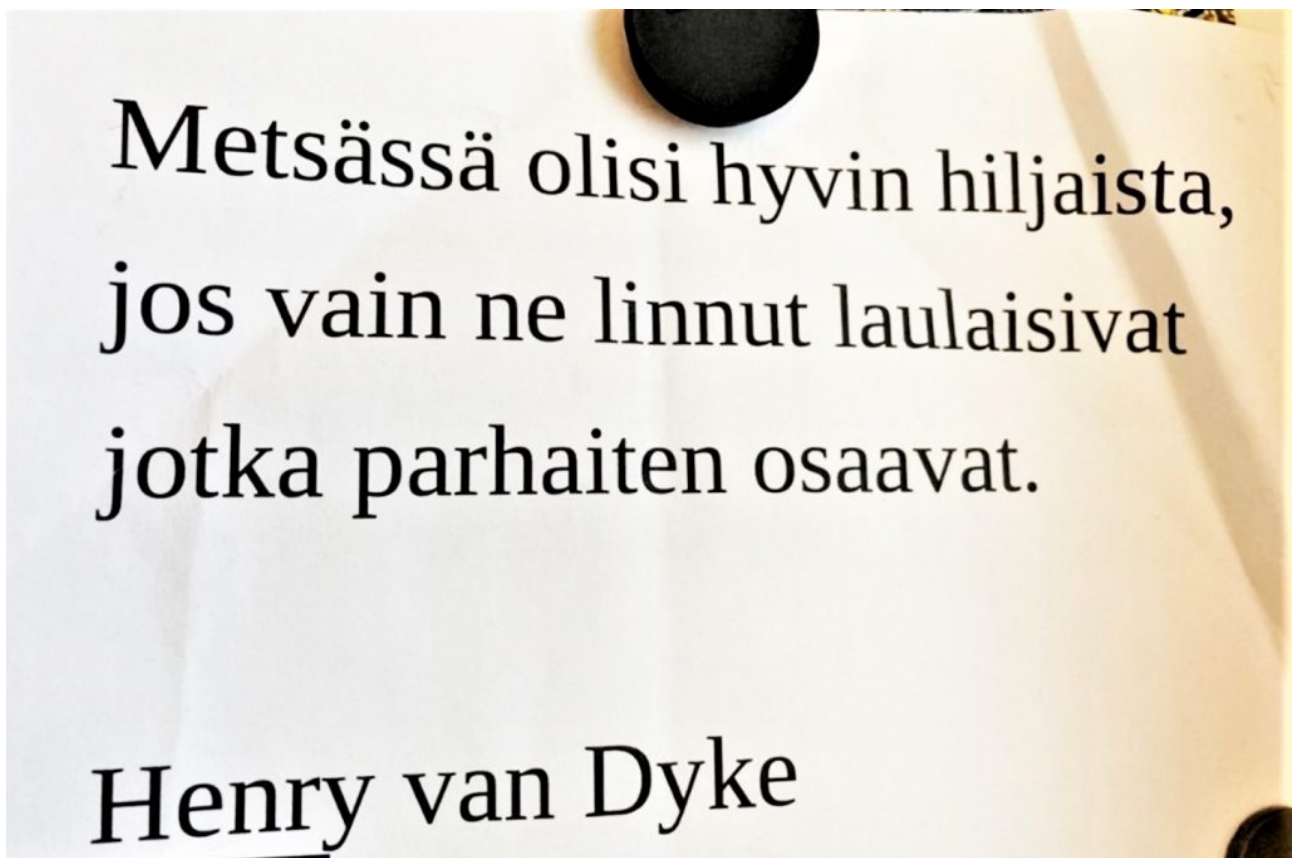 Metsässä olisi hyvin hiljaista,
jos vain ne linnut laulaisivat
jotka parhaiten osaavat.
Henry van Dyke